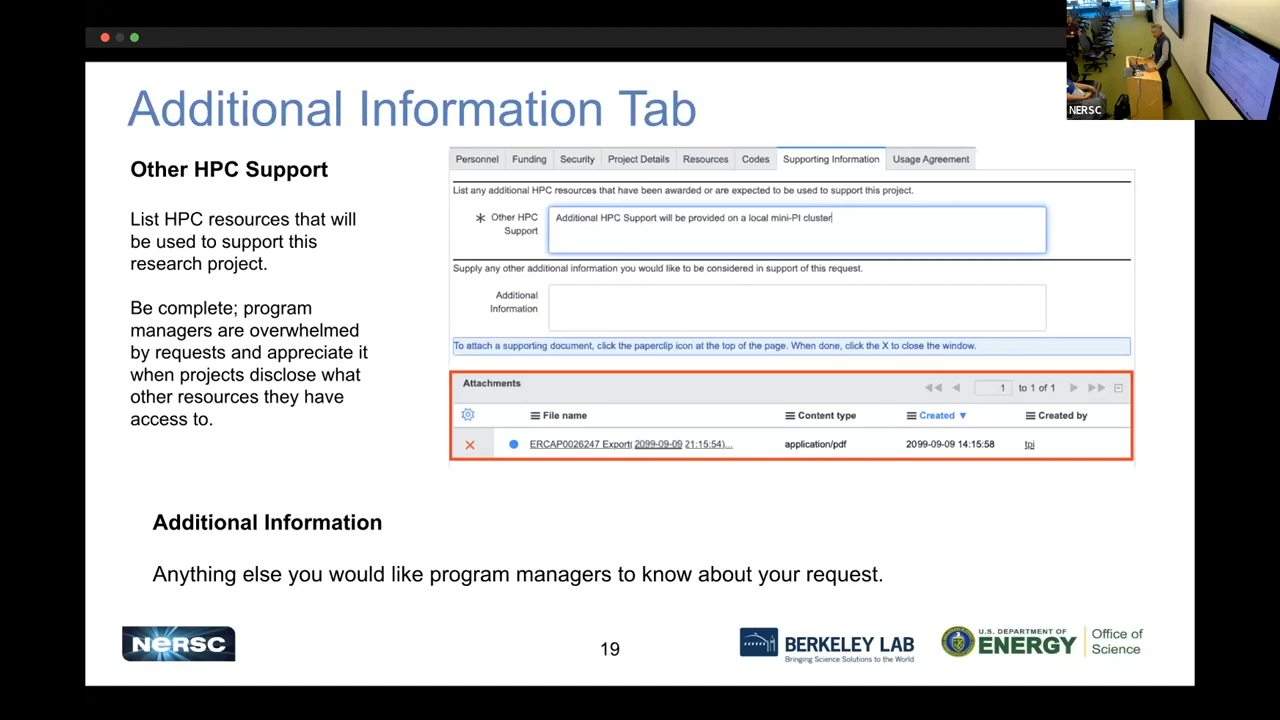 NERSC
Additional Information Tab
Other HPC Support
List HPC resources that will
be used to support this
research project.
Be complete; program
managers are overwhelmed
by requests and appreciate it
when projects disclose what
other resources they have
access to.
Personnel Funding Security Project Details Resources Codes Supporting Information Usage Agreement
List any additional HPC resources that have been awarded or are expected to be used to support this project.
Other HPC
Support
Additional HPC Support will be provided on a local mini-PI cluster
Supply any other additional information you would like to be considered in support of this request.
Additional
Information
To attach a supporting document, click the paperclip icon at the top of the page. When done, click the X to close the window.
Attachments
1 to 1 of 1
File name Content type Created ▼ Created by
ERCAP0026247 Export( 2099-09-09 21:15:54)... application/pdf 2099-09-09 14:15:58 tpi
Additional Information
Anything else you would like program managers to know about your request.
NERSC
19
BERKELEY LAB
Bringing Science Solutions to the World
U.S. DEPARTMENT OF
ENERGY
Office of
Science